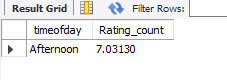 Result Grid Filter Rows:
timeofday Rating_count
Afternoon 7.03130